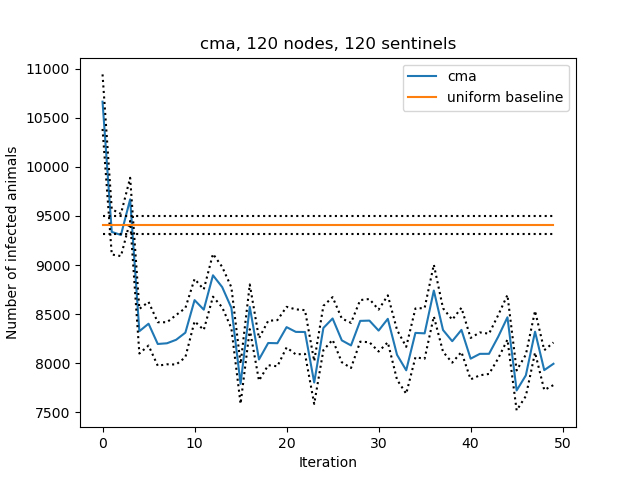 cma, 120 nodes, 120 sentinels
11000
10500
10000
9500
9000
8500
8000
7500
Number of infected animals
cma
uniform baseline
0
10
20
30
40
50
Iteration